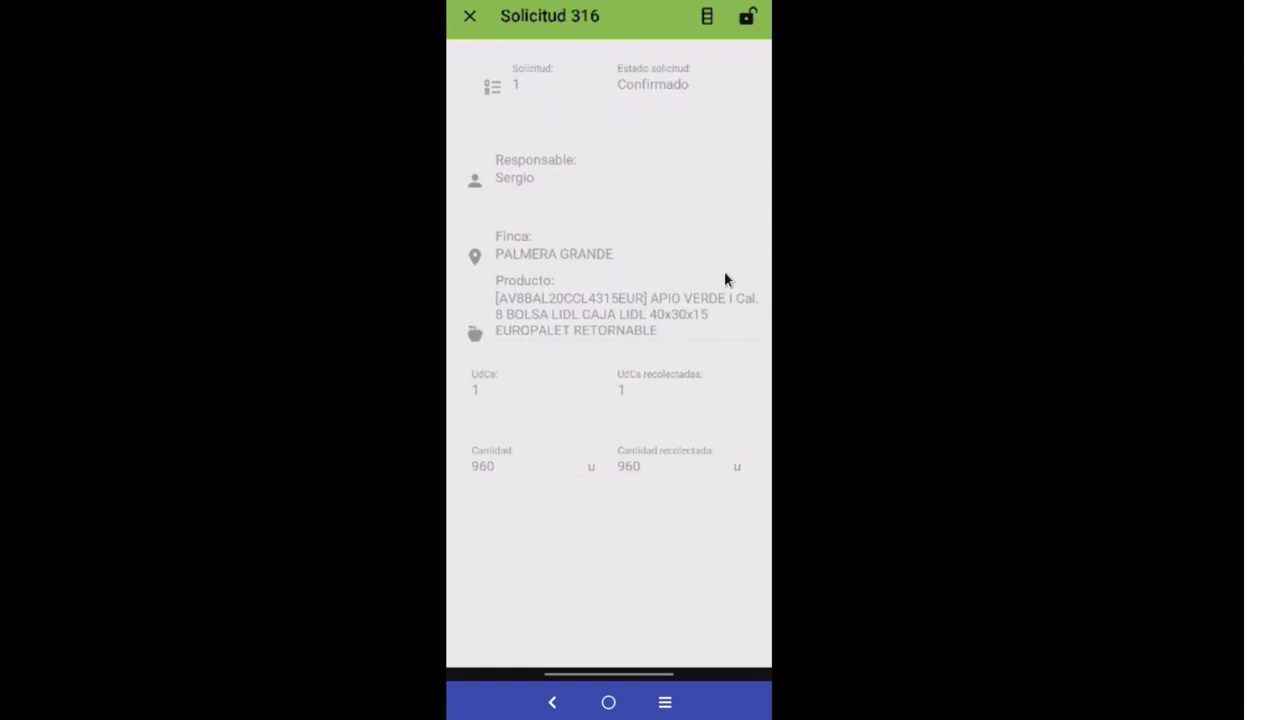 Solicitud 316
Solicitud:
1
Estado solicitud:
Confirmado
Responsable:
Sergio
Finca:
PALMERA GRANDE
Producto:
[AV8BAL20CCL4315EUR] APIO VERDE I Cal.
8 BOLSA LIDL CAJA LIDL 40x30x15
EUROPALET RETORNABLE
UdCs:
1
UdCs recolectadas:
1
Cantidad:
960 u
Cantidad recolectada:
960 u